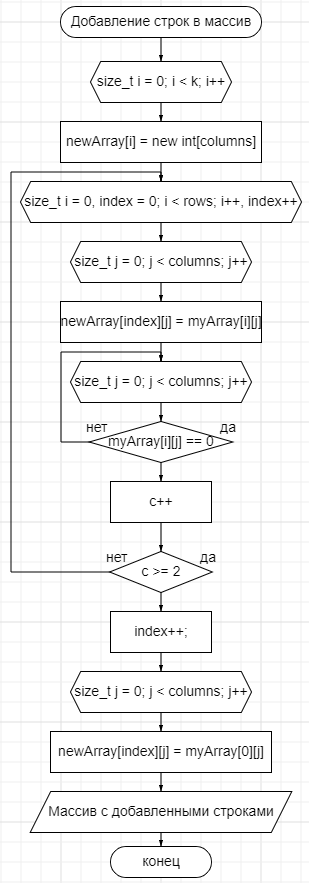 Добавление строк в массив
size_t i = 0; i < k; i++
newArray[i] = new int[columns]
size_t i = 0, index = 0; i < rows; i++, index++
size_t j = 0; j < columns; j++
newArray[index][j] = myArray[i][j]
size_t j = 0; j < columns; j++
нет
да
myArray[i][j] == 0
c++
нет
да
c >= 2
index++;
size_t j = 0; j < columns; j++
newArray[index][j] = myArray[0][j]
Массив с добавленными строками
конец